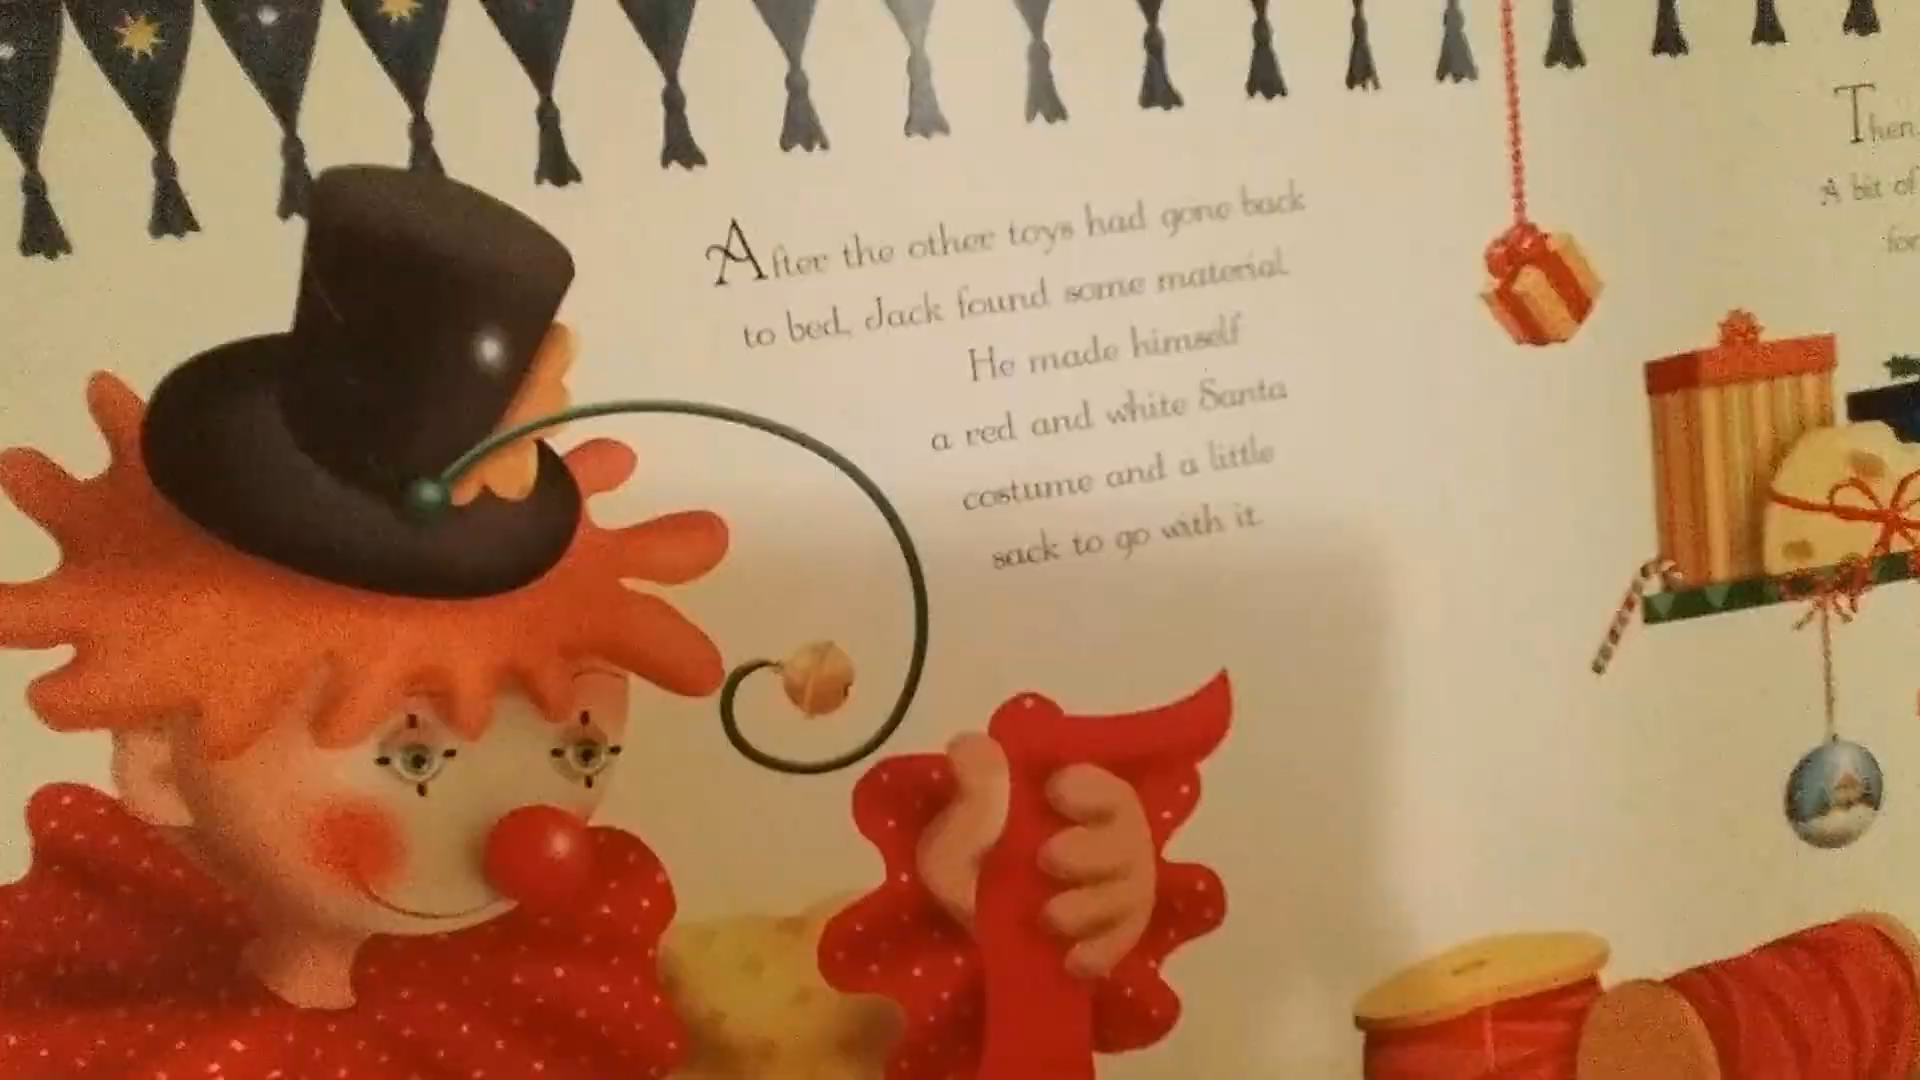 After the other toys had gone back
to bed, Jack found some material.
He made himself
a red and white Santa
costume and a little
sack to go with it.
Then
A bit of
for